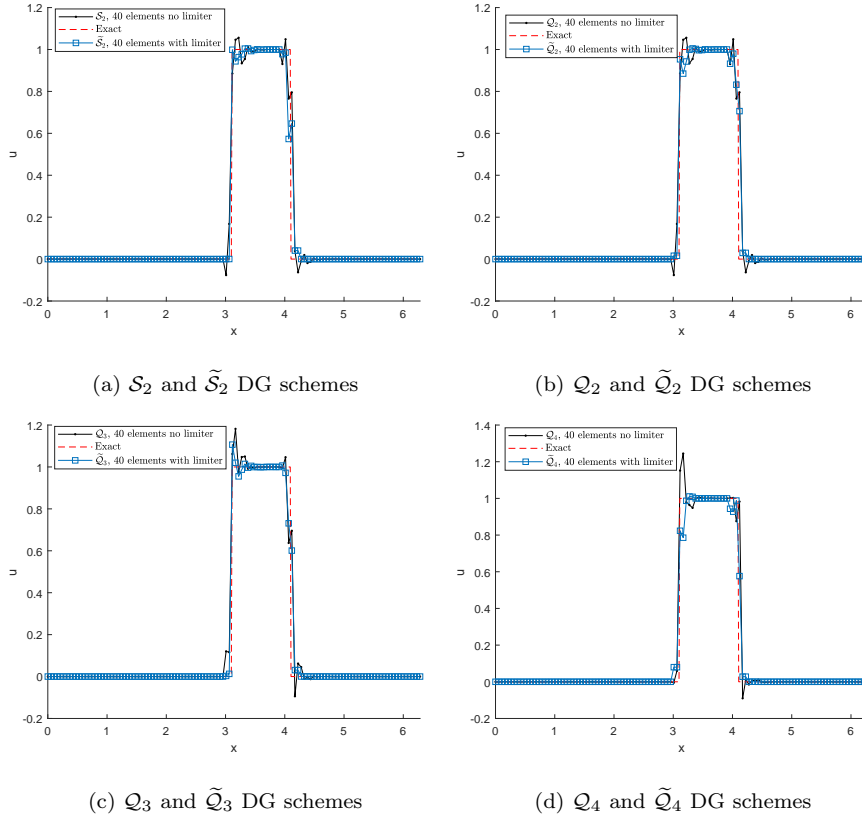 1.2
1
0.8
0.6
0.4
0.2
0
-0.2
u
0 1 2 3 4 5 6
x
𝒮₂, 40 elements no limiter
Exact
𝒮̃₂, 40 elements with limiter
(a) 𝒮₂ and 𝒮̃₂ DG schemes
1.2
1
0.8
0.6
0.4
0.2
0
-0.2
u
0 1 2 3 4 5 6
x
𝒬₂, 40 elements no limiter
Exact
𝒬̃₂, 40 elements with limiter
(b) 𝒬₂ and 𝒬̃₂ DG schemes
1.2
1
0.8
0.6
0.4
0.2
0
-0.2
u
0 1 2 3 4 5 6
x
𝒬₃, 40 elements no limiter
Exact
𝒬̃₃, 40 elements with limiter
(c) 𝒬₃ and 𝒬̃₃ DG schemes
1.4
1.2
1
0.8
0.6
0.4
0.2
0
-0.2
u
0 1 2 3 4 5 6
x
𝒬₄, 40 elements no limiter
Exact
𝒬̃₄, 40 elements with limiter
(d) 𝒬₄ and 𝒬̃₄ DG schemes